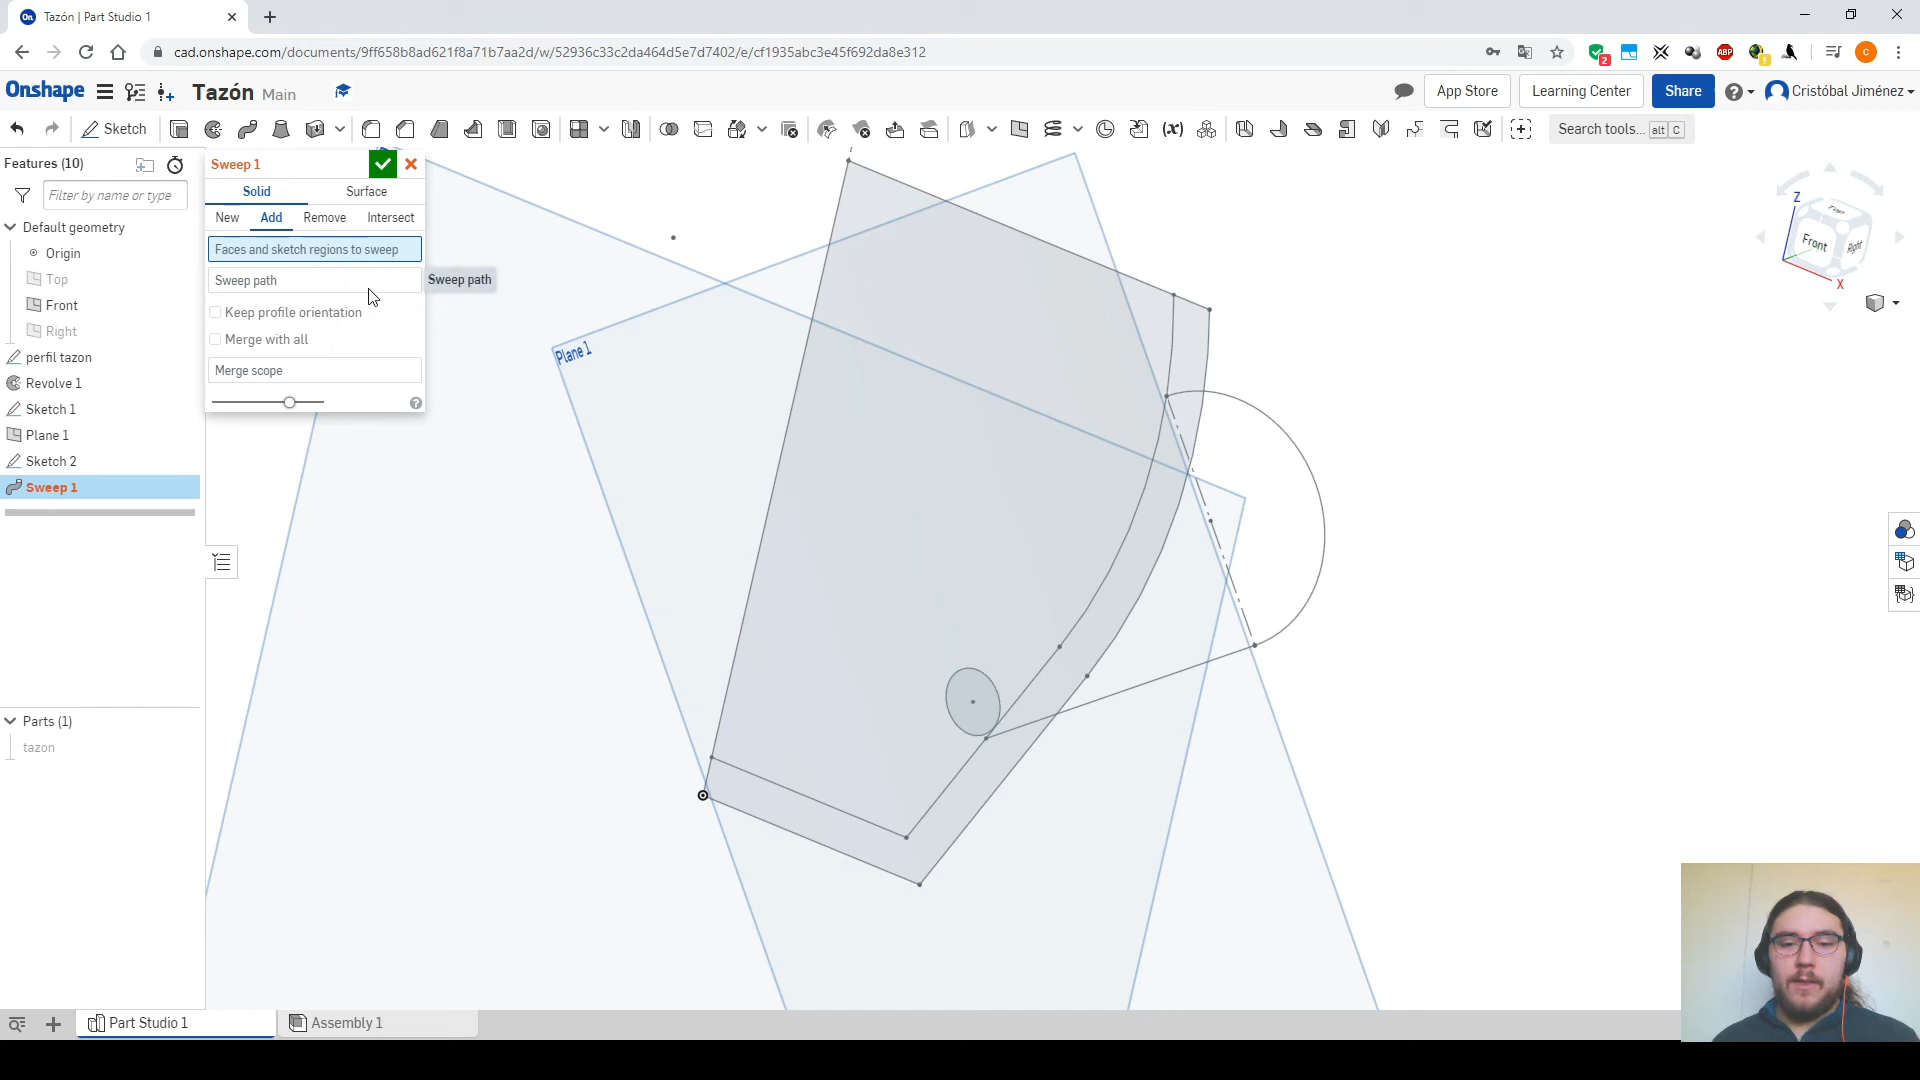 On Tazón | Part Studio 1
cad.onshape.com/documents/9ff658b8ad621f8a71b7aa2d/w/52936c33c2da464d5e7d7402/e/cf1935abc3e45f692da8e312
2
ABP
C
Onshape
Tazón Main
App Store
Learning Center
Share
Cristóbal Jiménez
Sketch
(x)
Search tools... alt C
Features (10)
Filter by name or type
Default geometry
Origin
Top
Front
Right
perfil tazon
Revolve 1
Sketch 1
Plane 1
Sketch 2
Sweep 1
Parts (1)
tazon
Sweep 1
Solid
Surface
New
Add
Remove
Intersect
Faces and sketch regions to sweep
Sweep path
Sweep path
Keep profile orientation
Merge with all
Merge scope
Plane 1
Z
Top
Front
Right
X
Part Studio 1
Assembly 1